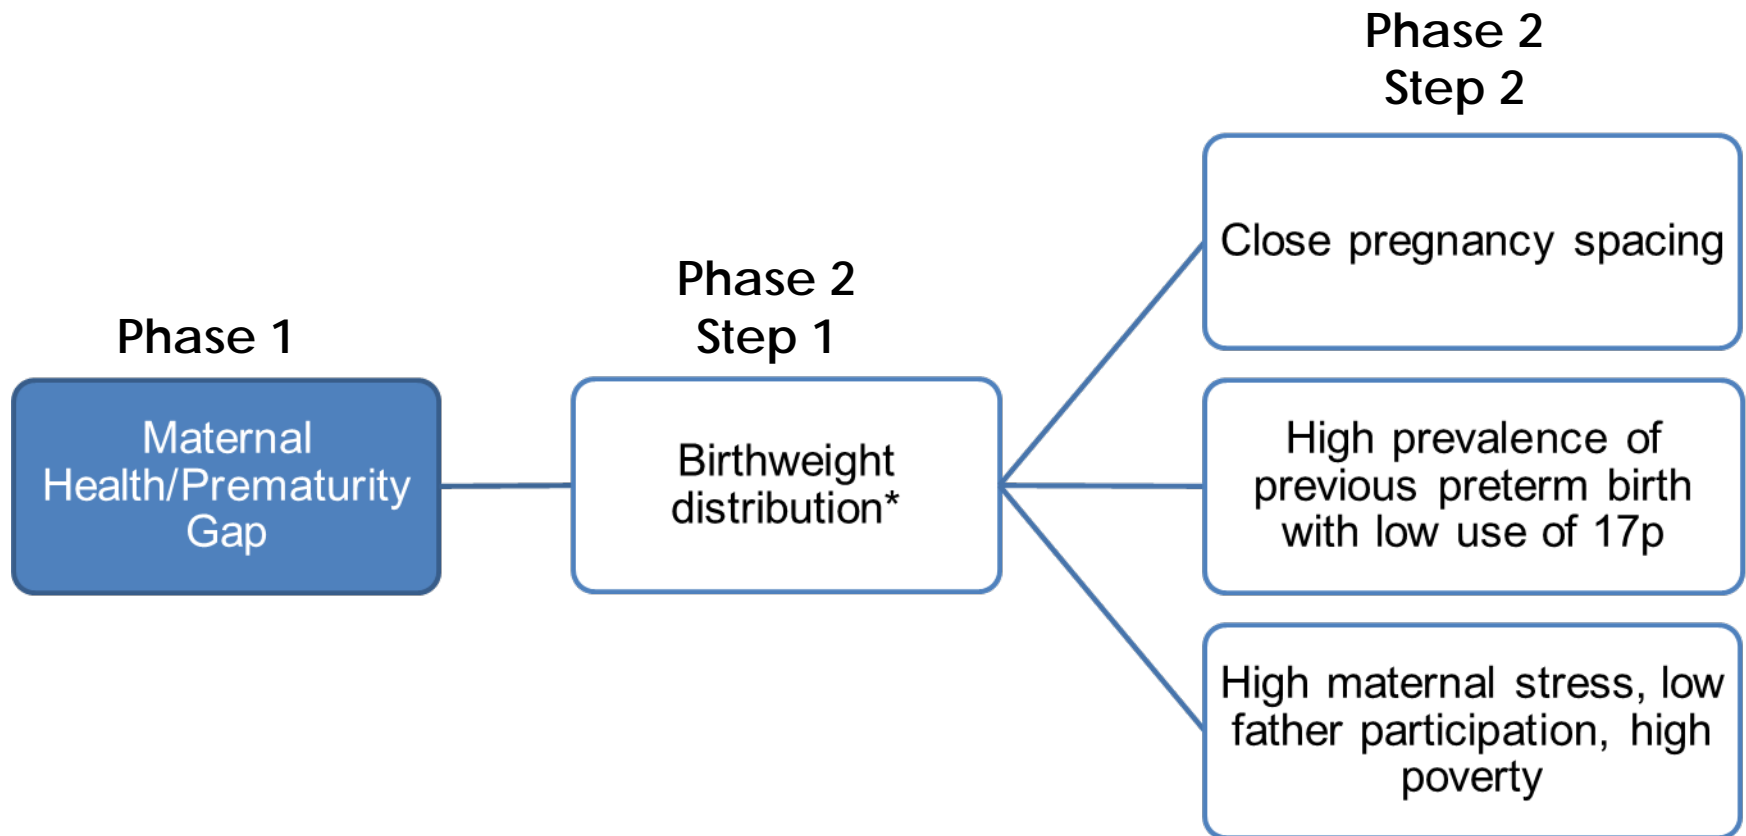 Phase 1
Maternal
Health/Prematurity
Gap
Phase 2
Step 1
Birthweight
distribution*
Phase 2
Step 2
Close pregnancy spacing
High prevalence of
previous preterm birth
with low use of 17p
High maternal stress, low
father participation, high
poverty